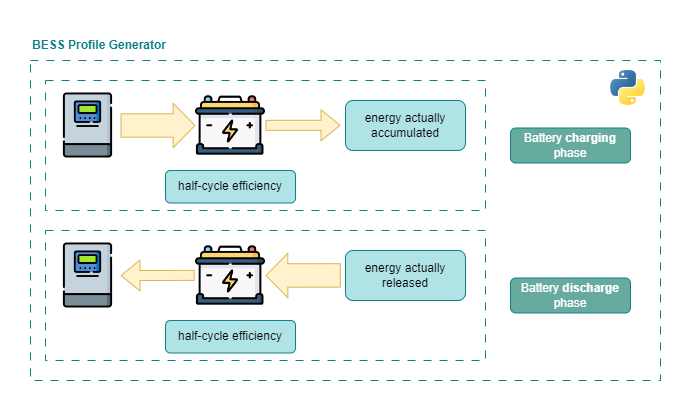 BESS Profile Generator
energy actually
accumulated
Battery charging
phase
half-cycle efficiency
energy actually
released
Battery discharge
phase
half-cycle efficiency